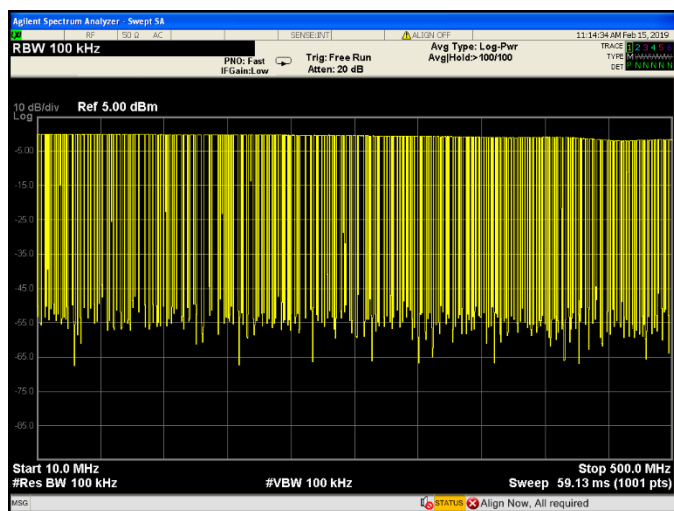 Agilent Spectrum Analyzer - Swept SA
LXI RF 50 Ω AC SENSE:INT ALIGN OFF 11:14:34 AM Feb 15, 2019
RBW 100 kHz
PNO: Fast
IFGain:Low
Trig: Free Run
Atten: 20 dB
Avg Type: Log-Pwr
Avg|Hold:>100/100
TRACE 1 2 3 4 5 6
TYPE M
DET P N N N N N
10 dB/div Ref 5.00 dBm
Log
-5.00
-15.0
-25.0
-35.0
-45.0
-55.0
-65.0
-75.0
-85.0
Start 10.0 MHz Stop 500.0 MHz
#Res BW 100 kHz #VBW 100 kHz Sweep 59.13 ms (1001 pts)
MSG STATUS Align Now, All required